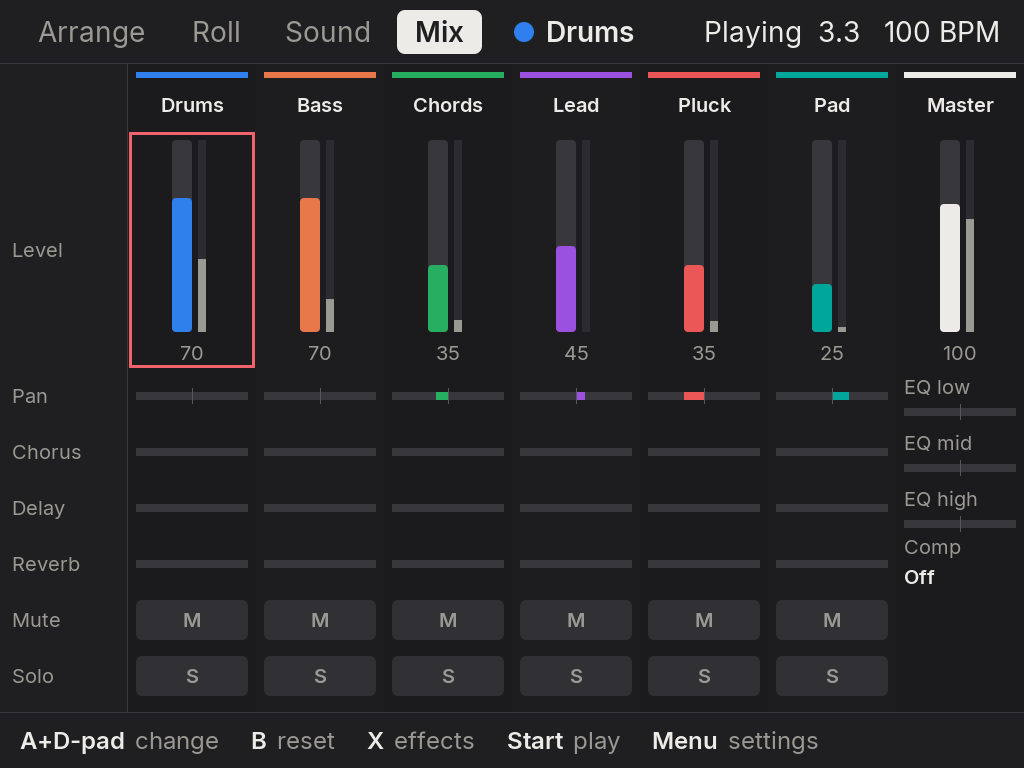 Arrange Roll Sound Mix Drums Playing 3.3 100 BPM
Drums Bass Chords Lead Pluck Pad Master
Level
70 70 35 45 35 25 100
Pan
EQ low
Chorus
EQ mid
Delay
EQ high
Reverb
Comp
Off
Mute M M M M M M
Solo S S S S S S
A+D-pad change B reset X effects Start play Menu settings